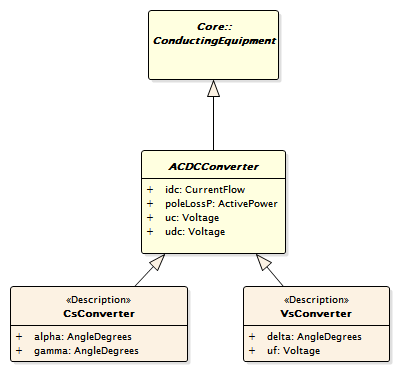 Core::
ConductingEquipment
ACDCConverter
+ idc: CurrentFlow
+ poleLossP: ActivePower
+ uc: Voltage
+ udc: Voltage
«Description»
CsConverter
+ alpha: AngleDegrees
+ gamma: AngleDegrees
«Description»
VsConverter
+ delta: AngleDegrees
+ uf: Voltage